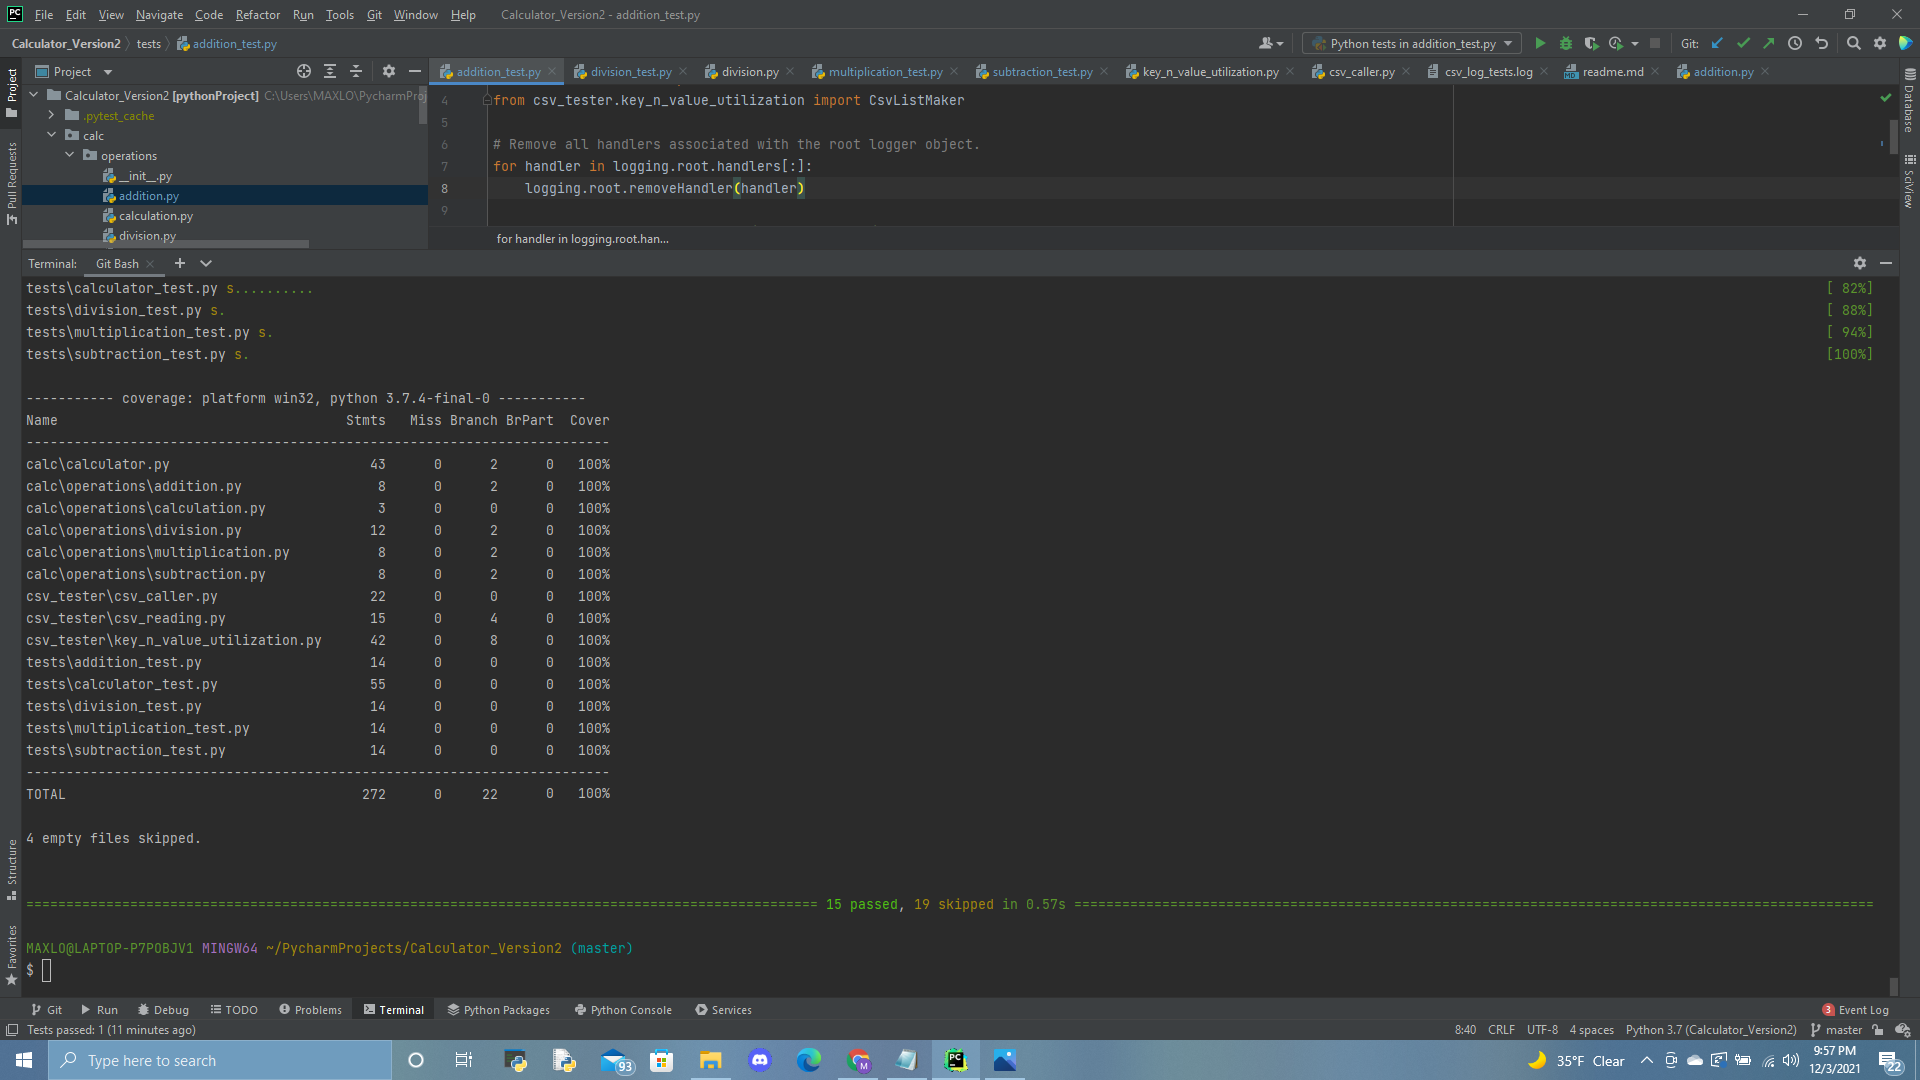 PC File Edit View Navigate Code Refactor Run Tools Git Window Help Calculator_Version2 - addition_test.py
Calculator_Version2 tests addition_test.py Python tests in addition_test.py Git:
Project addition_test.py division_test.py division.py multiplication_test.py subtraction_test.py key_n_value_utilization.py csv_caller.py csv_log_tests.log readme.md addition.py
Project
Pull Requests
Structure
Favorites
Database
SciView
Calculator_Version2 [pythonProject] C:\Users\MAXLO\PycharmProj
.pytest_cache
calc
operations
__init__.py
addition.py
calculation.py
division.py
4 from csv_tester.key_n_value_utilization import CsvListMaker
5
6 # Remove all handlers associated with the root logger object.
7 for handler in logging.root.handlers[:]:
8 logging.root.removeHandler(handler)
9
for handler in logging.root.han...
Terminal: Git Bash
tests\calculator_test.py s.......... [ 82%]
tests\division_test.py s. [ 88%]
tests\multiplication_test.py s. [ 94%]
tests\subtraction_test.py s. [100%]
----------- coverage: platform win32, python 3.7.4-final-0 -----------
Name Stmts Miss Branch BrPart Cover
-------------------------------------------------------------------------
calc\calculator.py 43 0 2 0 100%
calc\operations\addition.py 8 0 2 0 100%
calc\operations\calculation.py 3 0 0 0 100%
calc\operations\division.py 12 0 2 0 100%
calc\operations\multiplication.py 8 0 2 0 100%
calc\operations\subtraction.py 8 0 2 0 100%
csv_tester\csv_caller.py 22 0 0 0 100%
csv_tester\csv_reading.py 15 0 4 0 100%
csv_tester\key_n_value_utilization.py 42 0 8 0 100%
tests\addition_test.py 14 0 0 0 100%
tests\calculator_test.py 55 0 0 0 100%
tests\division_test.py 14 0 0 0 100%
tests\multiplication_test.py 14 0 0 0 100%
tests\subtraction_test.py 14 0 0 0 100%
-------------------------------------------------------------------------
TOTAL 272 0 22 0 100%
4 empty files skipped.
=================================================================================================== 15 passed, 19 skipped in 0.57s ====================================================================================================
MAXLO@LAPTOP-P7POBJV1 MINGW64 ~/PycharmProjects/Calculator_Version2 (master)
$
Git Run Debug TODO Problems Terminal Python Packages Python Console Services 3 Event Log
Tests passed: 1 (11 minutes ago) 8:40 CRLF UTF-8 4 spaces Python 3.7 (Calculator_Version2) master
Type here to search 93 M PC 35°F Clear 9:57 PM 22
12/3/2021